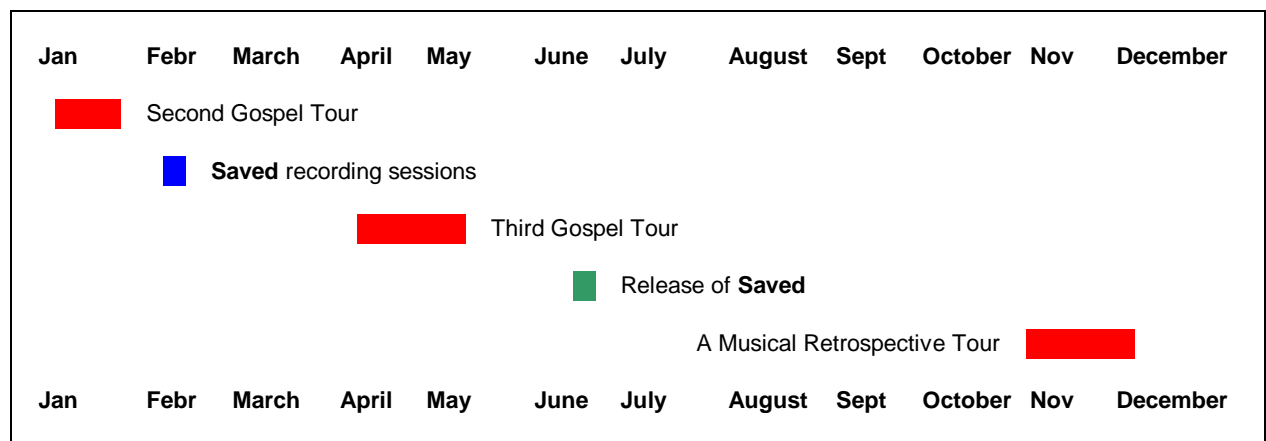 Jan Febr March April May June July August Sept October Nov December
Second Gospel Tour
Saved recording sessions
Third Gospel Tour
Release of Saved
A Musical Retrospective Tour
Jan Febr March April May June July August Sept October Nov December